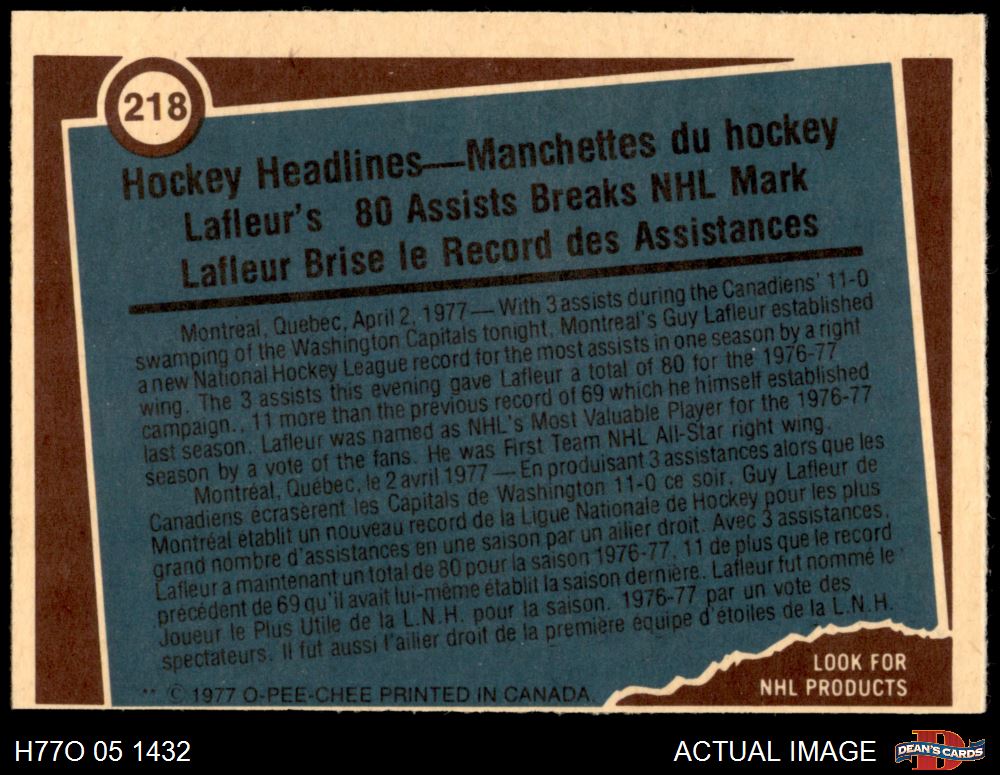 218
Hockey Headlines—Manchettes du hockey
Lafleur's 80 Assists Breaks NHL Mark
Lafleur Brise le Record des Assistances
Montreal, Quebec, April 2, 1977 — With 3 assists during the Canadiens' 11-0
swamping of the Washington Capitals tonight, Montreal's Guy Lafleur established
a new National Hockey League record for the most assists in one season by a right
wing. The 3 assists this evening gave Lafleur a total of 80 for the 1976-77
campaign.. 11 more than the previous record of 69 which he himself established
last season. Lafleur was named as NHL's Most Valuable Player for the 1976-77
season by a vote of the fans. He was First Team NHL All-Star right wing.
Montréal, Québec, le 2 avril 1977 — En produisant 3 assistances alors que les
Canadiens écrasèrent les Capitals de Washington 11-0 ce soir, Guy Lafleur de
Montréal établit un nouveau record de la Ligue Nationale de Hockey pour les plus
grand nombre d'assistances en une saison par un ailier droit. Avec 3 assistances,
Lafleur a maintenant un total de 80 pour la saison 1976-77, 11 de plus que le record
précédent de 69 qu'il avait lui-même établit la saison dernière. Lafleur fut nommé le
Joueur le Plus Utile de la L.N.H. pour la saison. 1976-77 par un vote des
spectateurs. Il fut aussi l'ailier droit de la première équipe d'étoiles de la L.N.H.
** © 1977 O-PEE-CHEE PRINTED IN CANADA.
LOOK FOR
NHL PRODUCTS
H77O 05 1432
ACTUAL IMAGE
DEAN'S CARDS